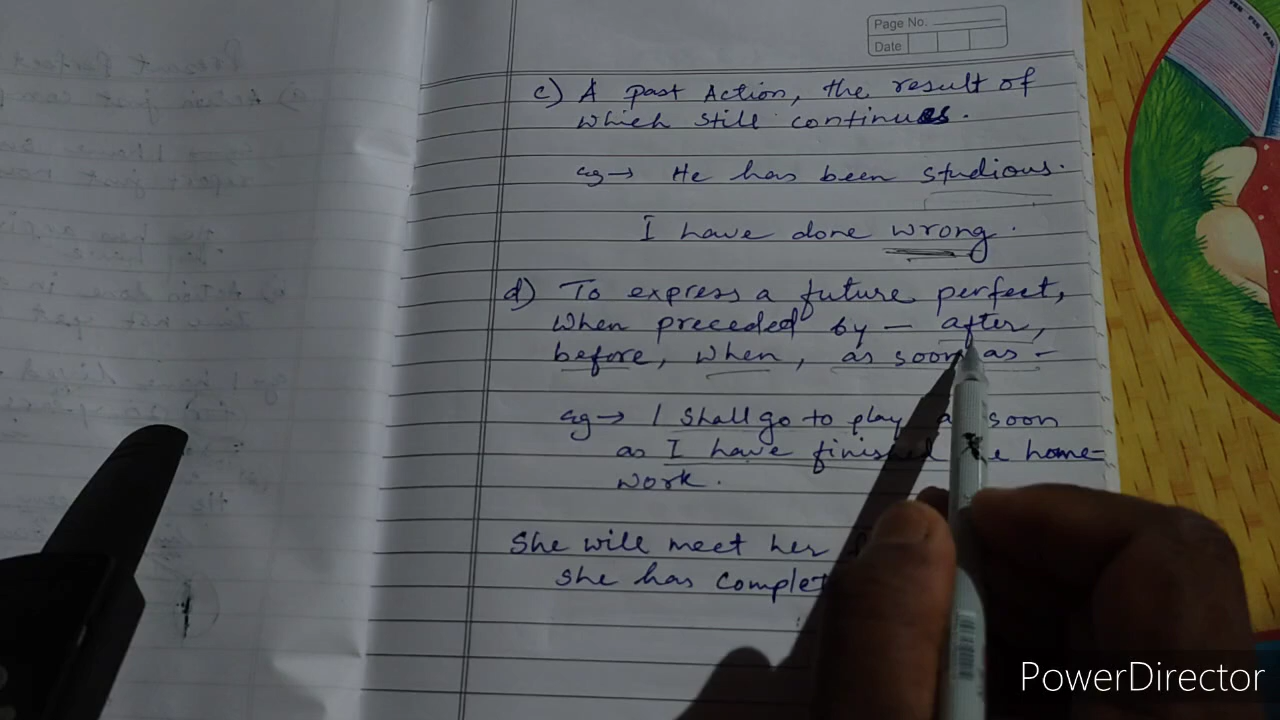 Page No.
Date
c) A past Action, the result of
which still continues.
eg → He has been studious.
I have done wrong.
d) To express a future perfect,
when preceded by — after,
before, when, as soon as -
eg → I shall go to play soon
as I have finished home-
work.
She will meet her
she has
PowerDirector